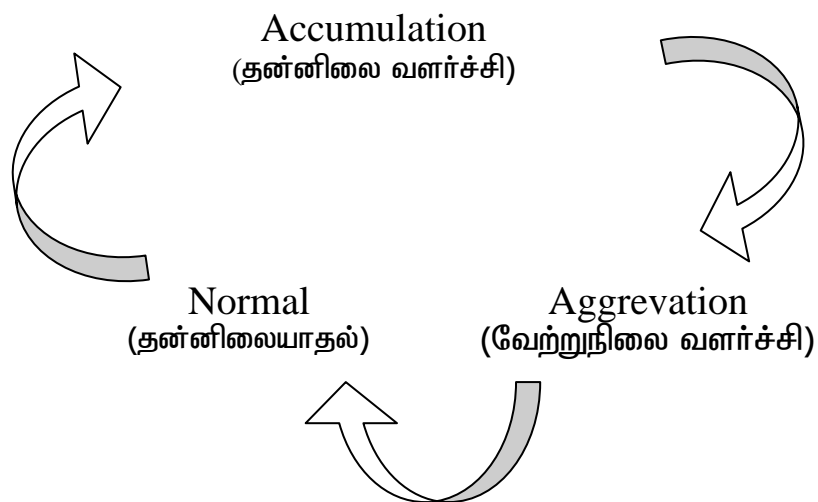 Accumulation
(தன்னிலை வளர்ச்சி)
Normal
(தன்னிலையாதல்)
Aggrevation
(வேற்றுநிலை வளர்ச்சி)